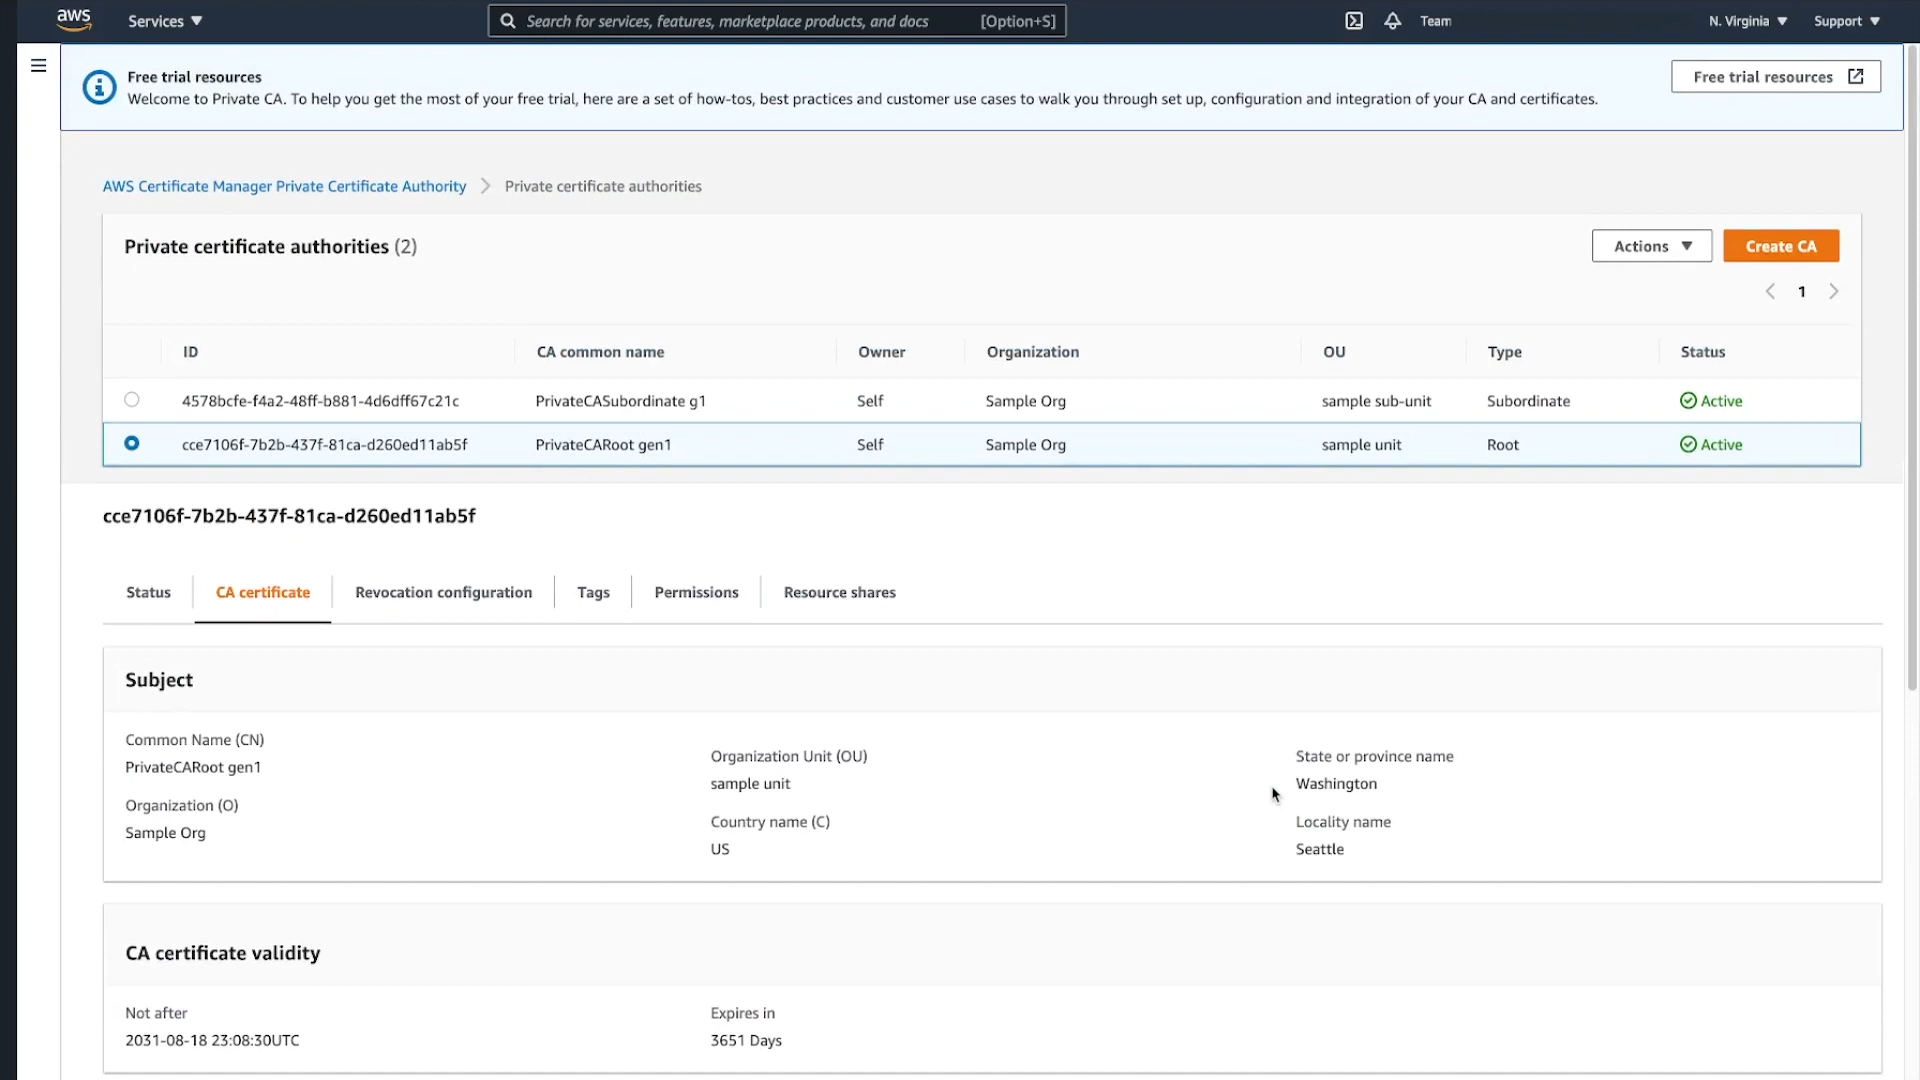 aws Services ▼ Search for services, features, marketplace products, and docs [Option+S] Team N. Virginia ▼ Support ▼
Free trial resources
Welcome to Private CA. To help you get the most of your free trial, here are a set of how-tos, best practices and customer use cases to walk you through set up, configuration and integration of your CA and certificates.
Free trial resources
AWS Certificate Manager Private Certificate Authority > Private certificate authorities
Private certificate authorities (2) Actions ▼ Create CA
< 1 >
ID CA common name Owner Organization OU Type Status
4578bcfe-f4a2-48ff-b881-4d6dff67c21c PrivateCASubordinate g1 Self Sample Org sample sub-unit Subordinate Active
cce7106f-7b2b-437f-81ca-d260ed11ab5f PrivateCARoot gen1 Self Sample Org sample unit Root Active
cce7106f-7b2b-437f-81ca-d260ed11ab5f
Status CA certificate Revocation configuration Tags Permissions Resource shares
Subject
Common Name (CN)
PrivateCARoot gen1
Organization (O)
Sample Org
Organization Unit (OU)
sample unit
Country name (C)
US
State or province name
Washington
Locality name
Seattle
CA certificate validity
Not after
2031-08-18 23:08:30UTC
Expires in
3651 Days